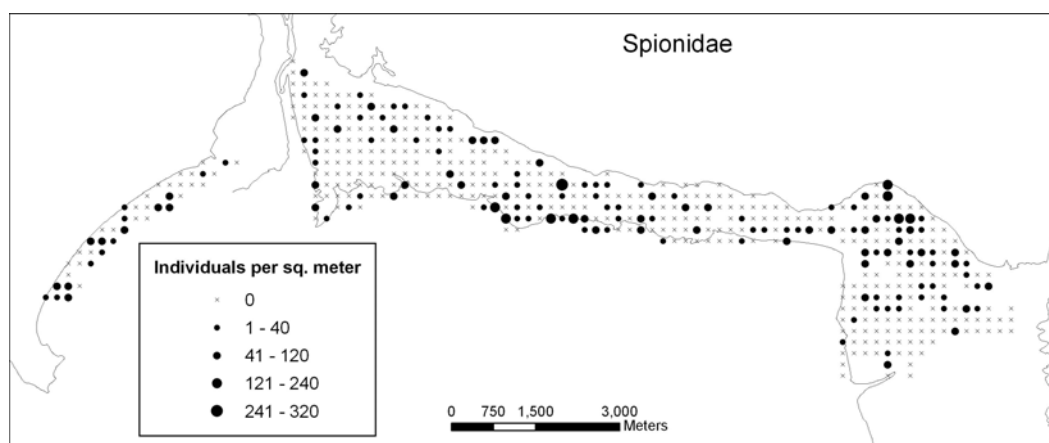 Spionidae
Individuals per sq. meter
0
1 - 40
41 - 120
121 - 240
241 - 320
0 750 1,500 3,000
Meters